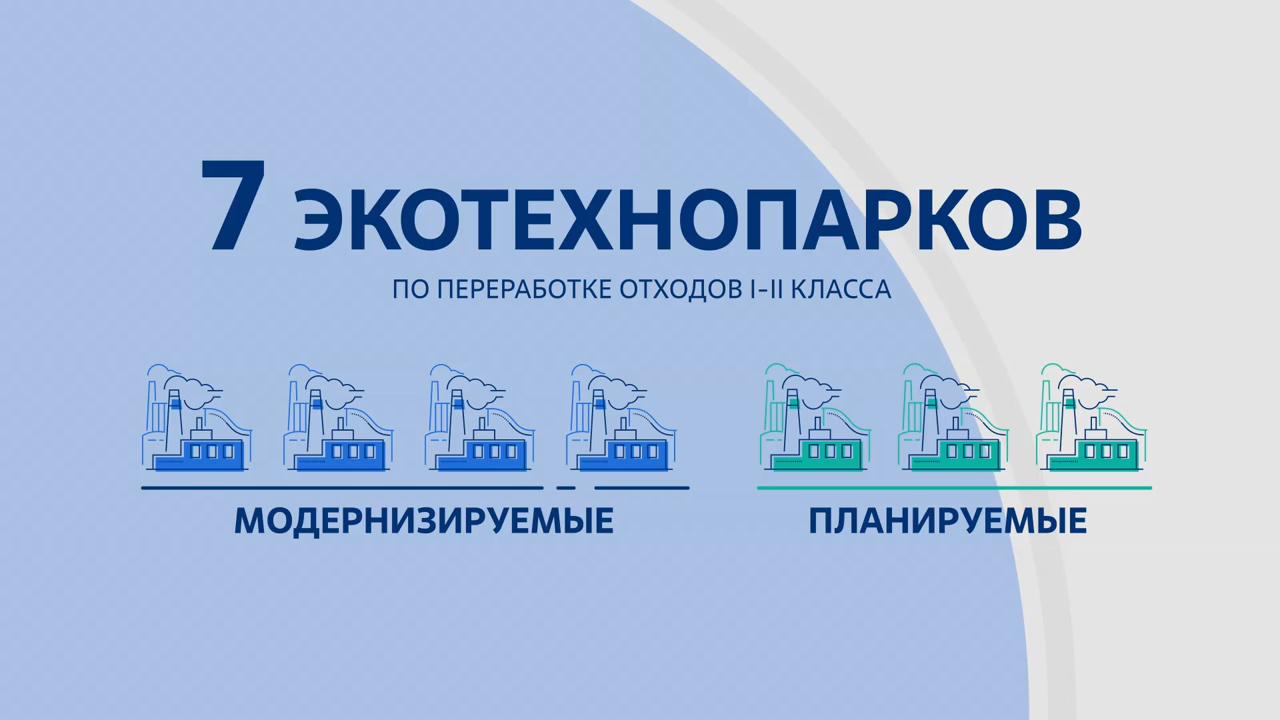 7 ЭКОТЕХНОПАРКОВ
ПО ПЕРЕРАБОТКЕ ОТХОДОВ I-II КЛАССА
МОДЕРНИЗИРУЕМЫЕ
ПЛАНИРУЕМЫЕ